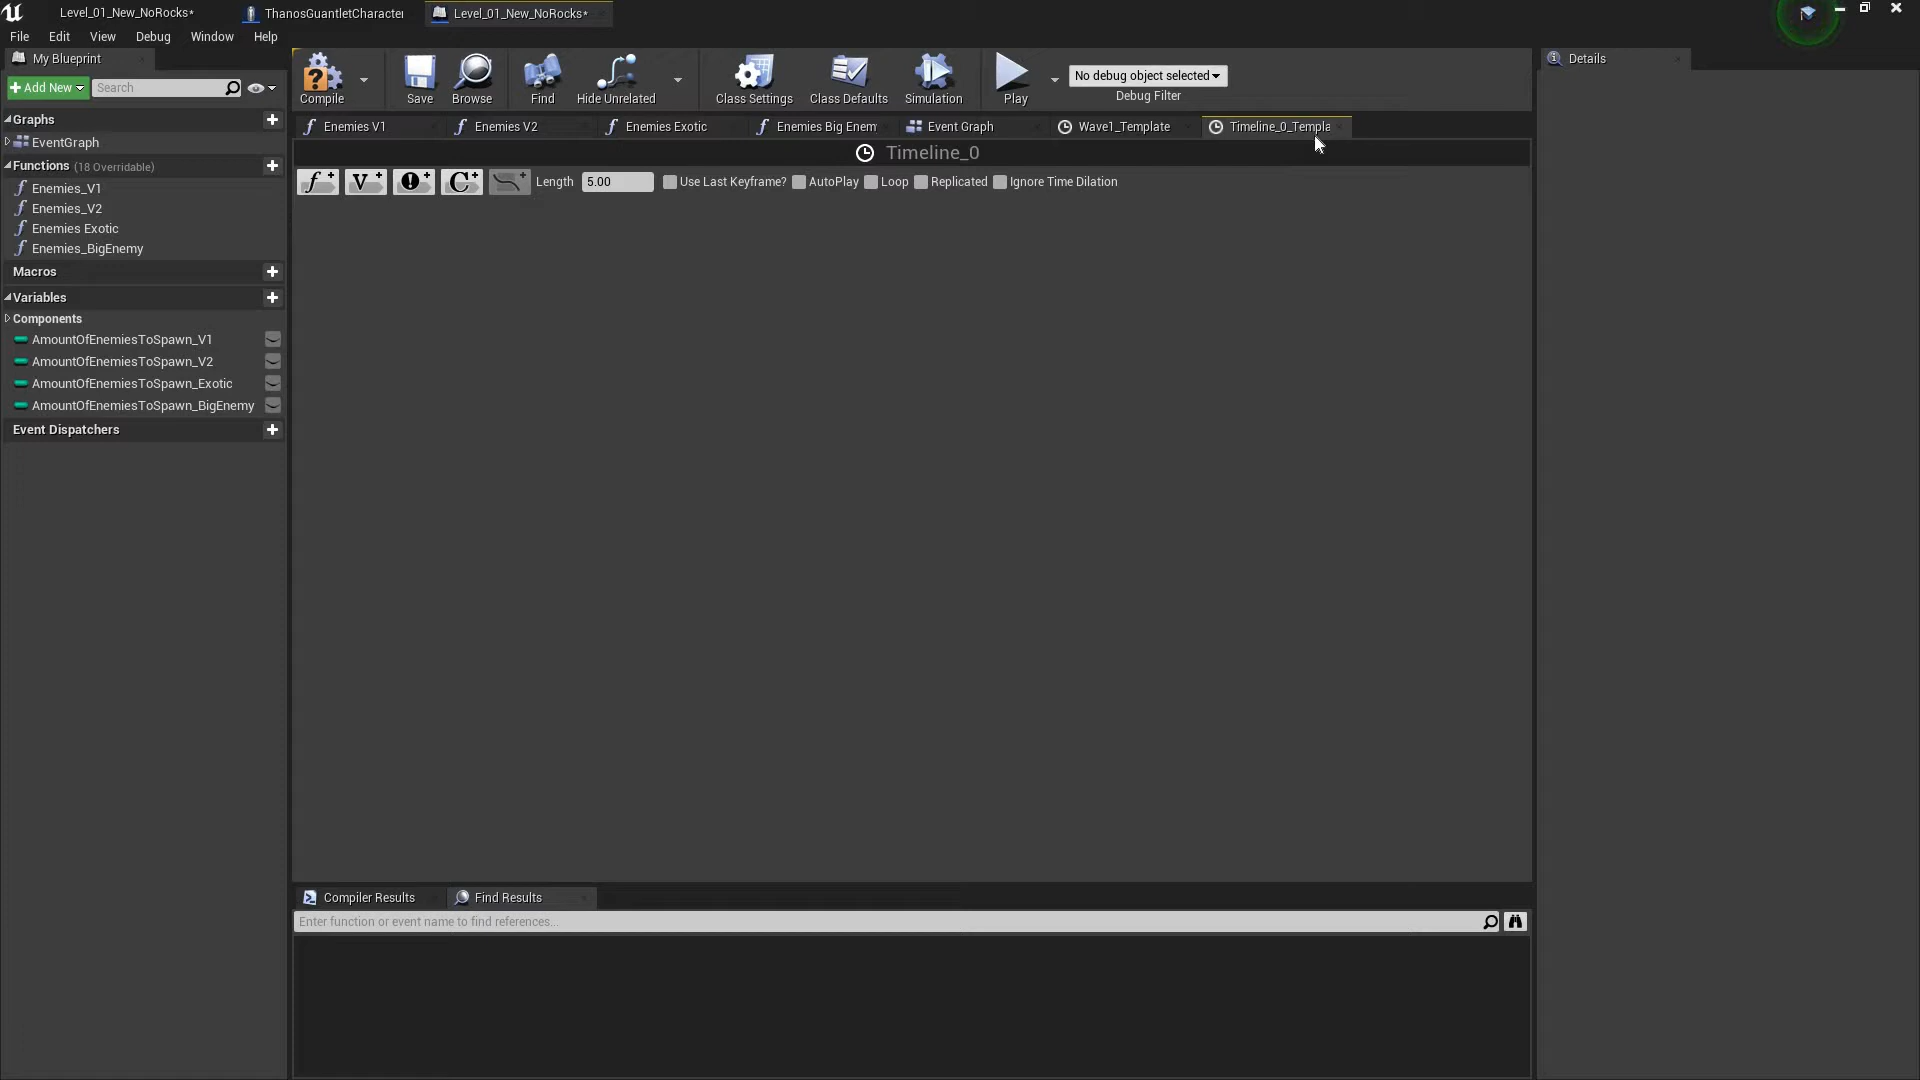 Level_01_New_NoRocks*
ThanosGuantletCharacter
Level_01_New_NoRocks*
File Edit View Debug Window Help
My Blueprint
Add New
Search
Graphs
EventGraph
Functions (18 Overridable)
Enemies_V1
Enemies_V2
Enemies Exotic
Enemies_BigEnemy
Macros
Variables
Components
AmountOfEnemiesToSpawn_V1
AmountOfEnemiesToSpawn_V2
AmountOfEnemiesToSpawn_Exotic
AmountOfEnemiesToSpawn_BigEnemy
Event Dispatchers
Compile
Save
Browse
Find
Hide Unrelated
Class Settings
Class Defaults
Simulation
Play
No debug object selected
Debug Filter
Enemies V1
Enemies V2
Enemies Exotic
Enemies Big Enem
Event Graph
Wave1_Template
Timeline_0_Templa
Timeline_0
f+ V+ !+ C+ Length 5.00 Use Last Keyframe? AutoPlay Loop Replicated Ignore Time Dilation
Compiler Results
Find Results
Enter function or event name to find references...
Details